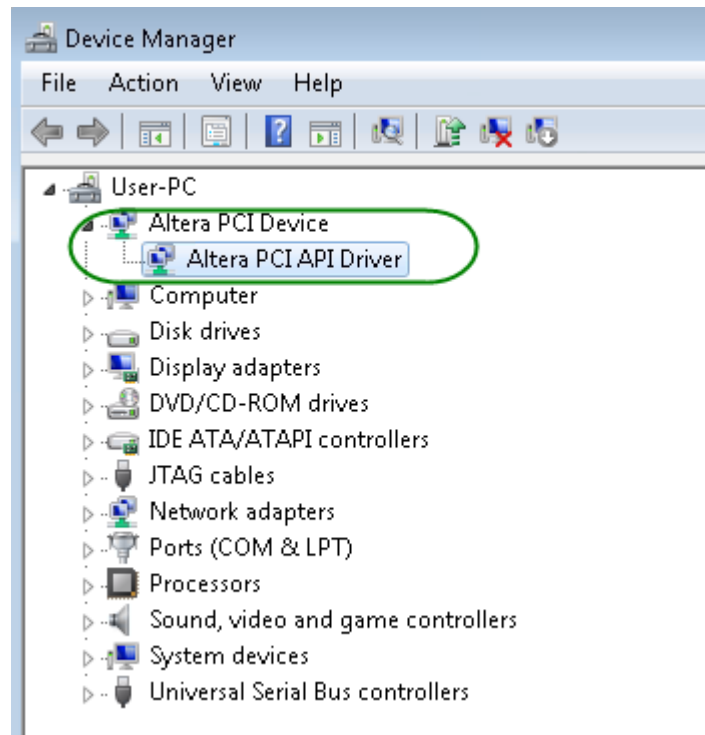 Device Manager
File Action View Help
User-PC
Altera PCI Device
Altera PCI API Driver
Computer
Disk drives
Display adapters
DVD/CD-ROM drives
IDE ATA/ATAPI controllers
JTAG cables
Network adapters
Ports (COM & LPT)
Processors
Sound, video and game controllers
System devices
Universal Serial Bus controllers